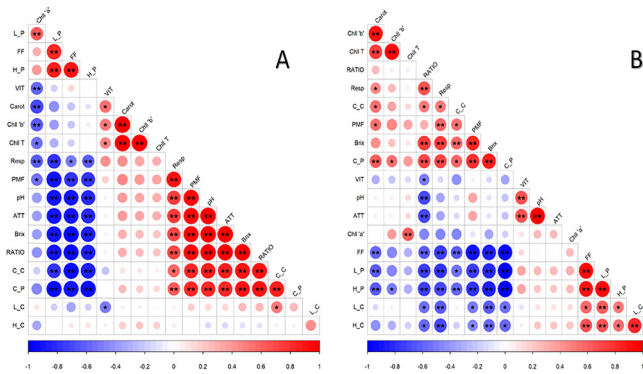 A
Chll 'a'
L_P L_P
FF ** FF
H_P ** ** H_P
VIT ** VIT
Carot ** * Carot
Chll 'b' * * ** Chll 'b'
Chll T * * ** ** Chll T
Resp ** ** * ** Resp
PMF * ** ** ** ** PMF
pH ** ** ** ** ** pH
ATT ** ** ** ** ** ** ATT
Brix ** ** ** ** ** ** ** Brix
RATIO ** ** ** ** ** ** ** ** RATIO
C_C ** ** ** * ** ** ** ** ** C_C
C_P ** ** ** ** ** ** ** ** ** ** C_P
L_C * * L_C
H_C
-1 -0.8 -0.6 -0.4 -0.2 0 0.2 0.4 0.6 0.8 1
B
Carot
Chll 'b' ** Chll 'b'
Chll T ** ** Chll T
RATIO RATIO
Resp * ** Resp
C_C * * * C_C
PMF * ** * PMF
Brix * ** ** * ** Brix
C_P ** * ** ** ** ** ** C_P
VIT * VIT
pH ** ** pH
ATT ** ** ** ATT
Chll 'a' * ** Chll 'a'
FF ** ** ** * ** ** ** FF
L_P ** * ** ** ** ** ** ** ** L_P
H_P ** * ** ** * ** ** ** ** ** H_P
L_C * ** * ** * * ** * L_C
H_C * ** ** ** ** ** ** * **
-1 -0.8 -0.6 -0.4 -0.2 0 0.2 0.4 0.6 0.8